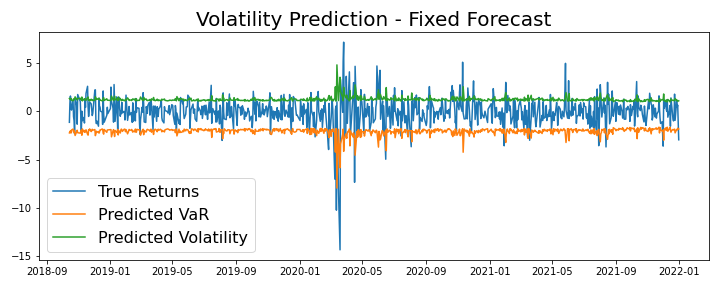 Volatility Prediction - Fixed Forecast
5
0
−5
−10
−15
True Returns
Predicted VaR
Predicted Volatility
2018-09 2019-01 2019-05 2019-09 2020-01 2020-05 2020-09 2021-01 2021-05 2021-09 2022-01